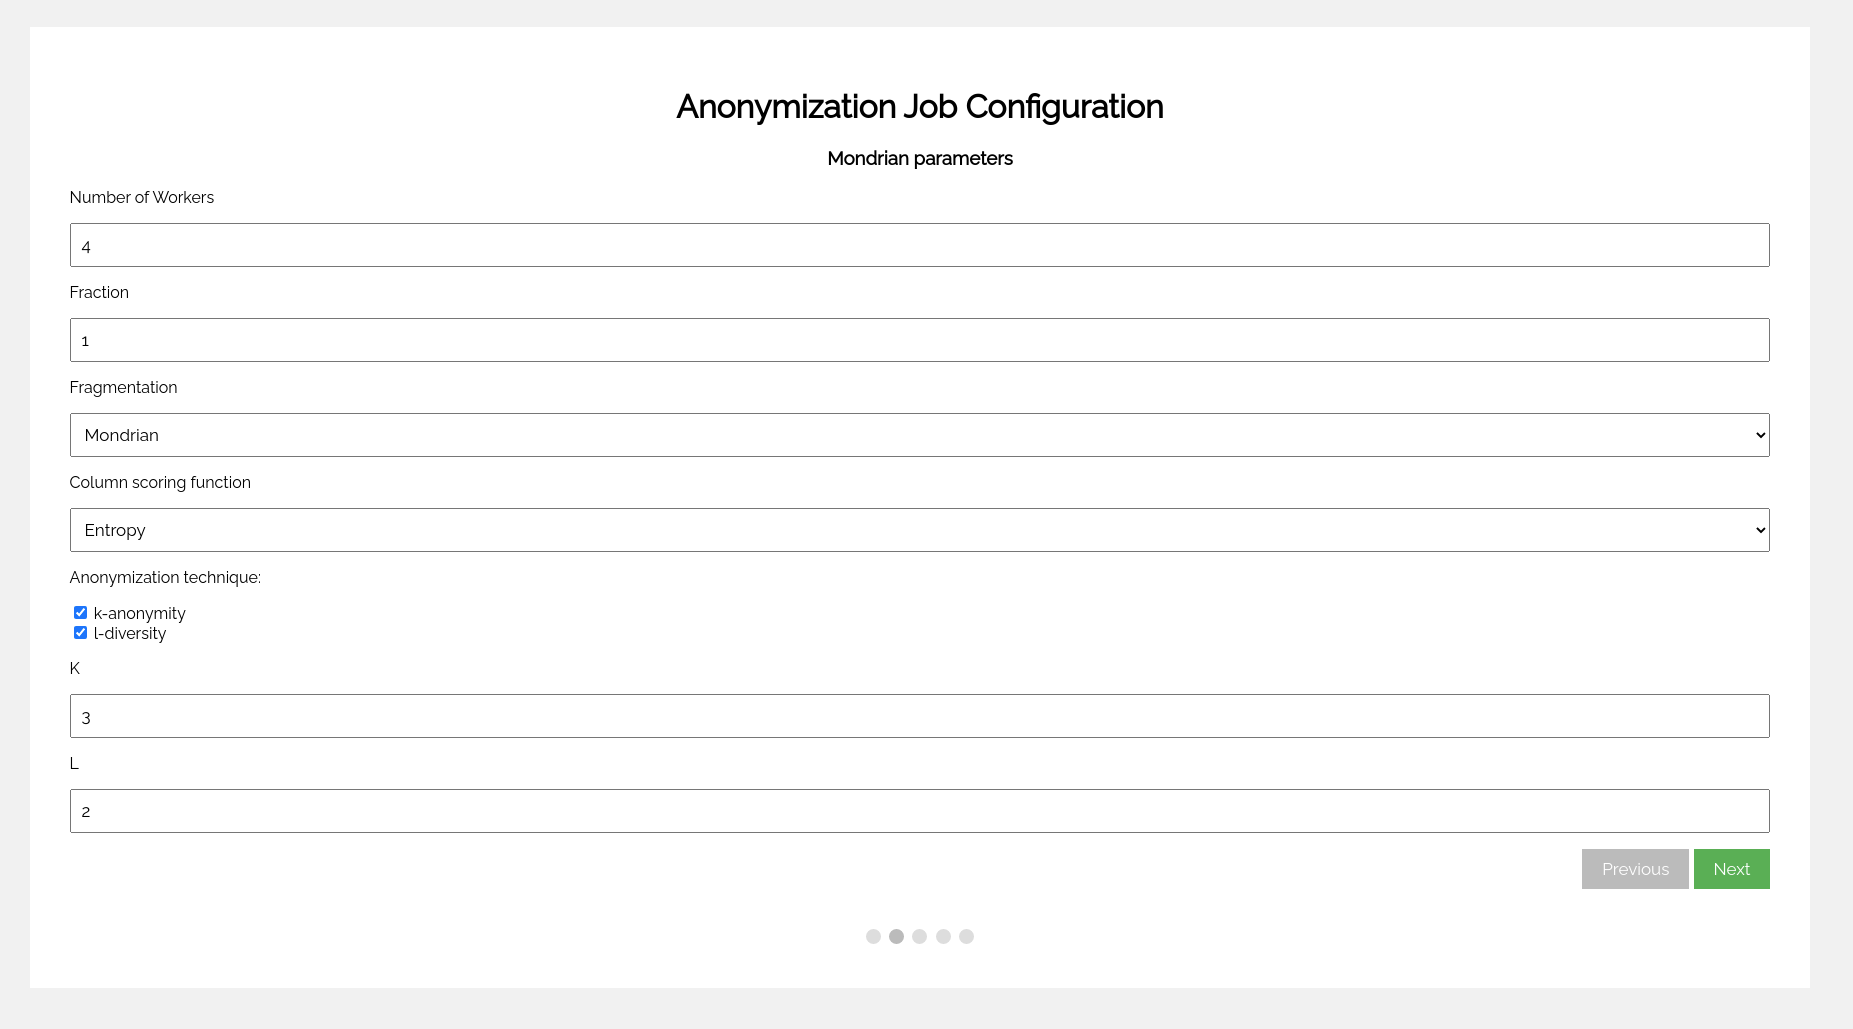 Anonymization Job Configuration
Mondrian parameters
Number of Workers
4
Fraction
1
Fragmentation
Mondrian
Column scoring function
Entropy
Anonymization technique:
k-anonymity
l-diversity
K
3
L
2
Previous Next